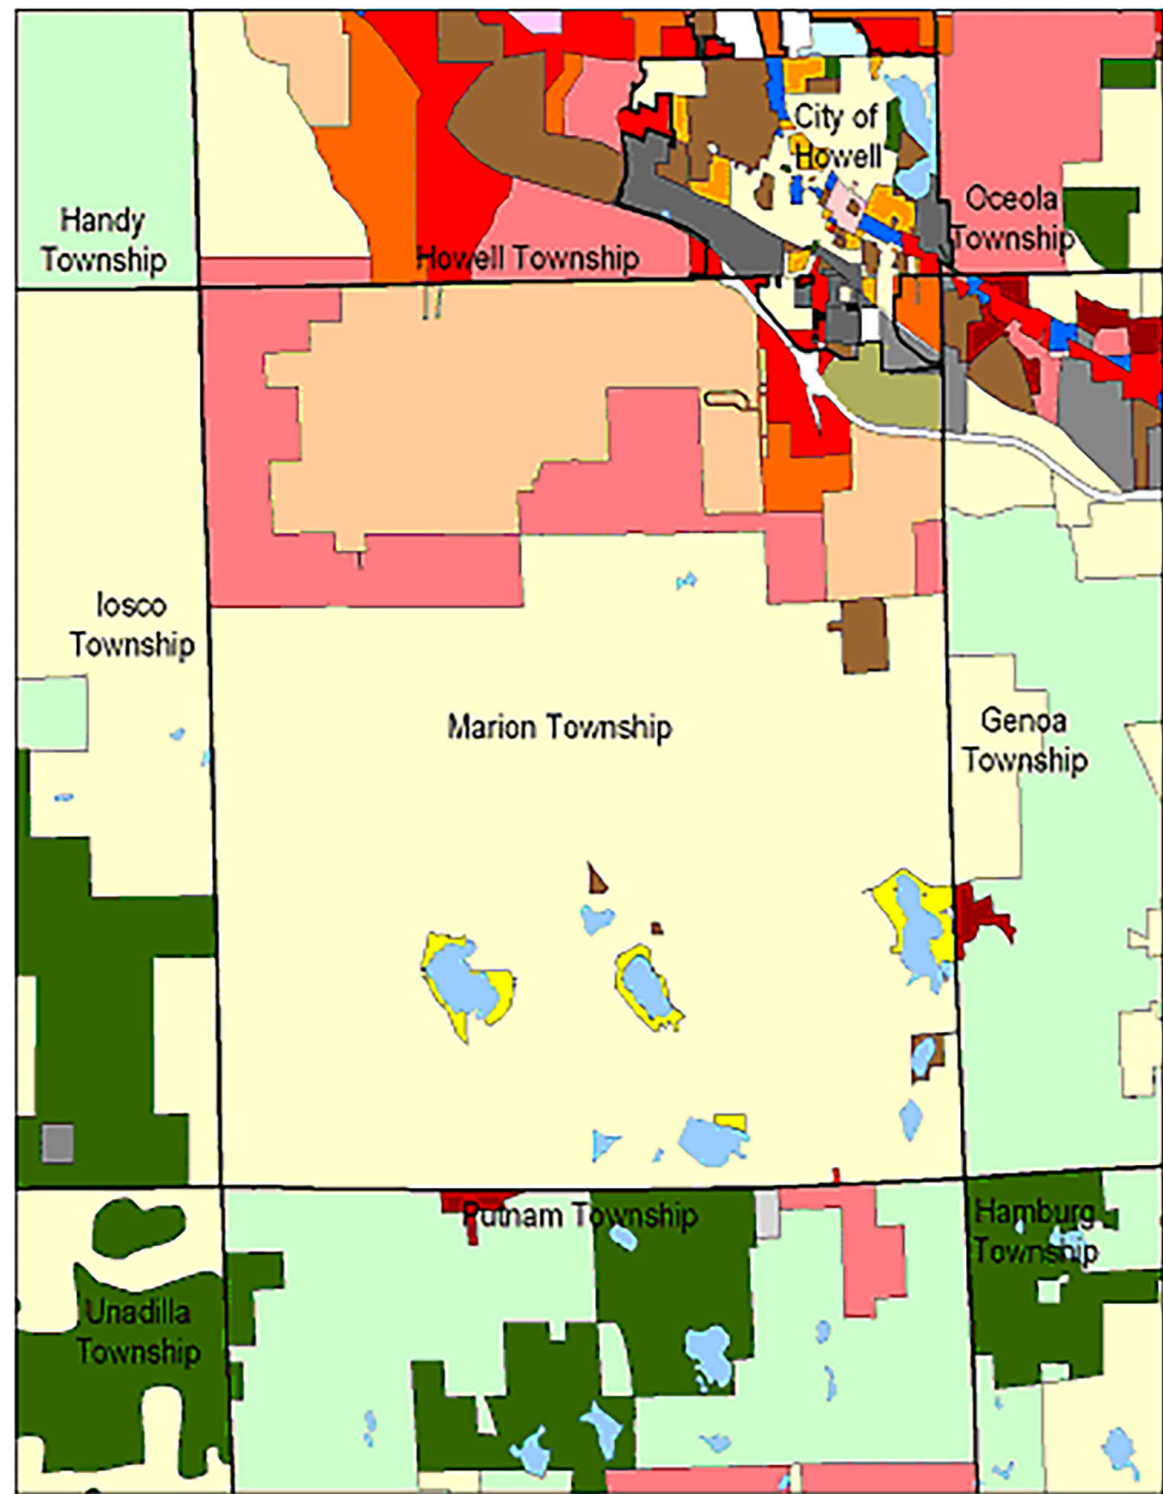 City of
Howell
Handy
Township
Oceola
Township
Howell Township
Iosco
Township
Marion Township
Genoa
Township
Putnam Township
Hamburg
Township
Unadilla
Township